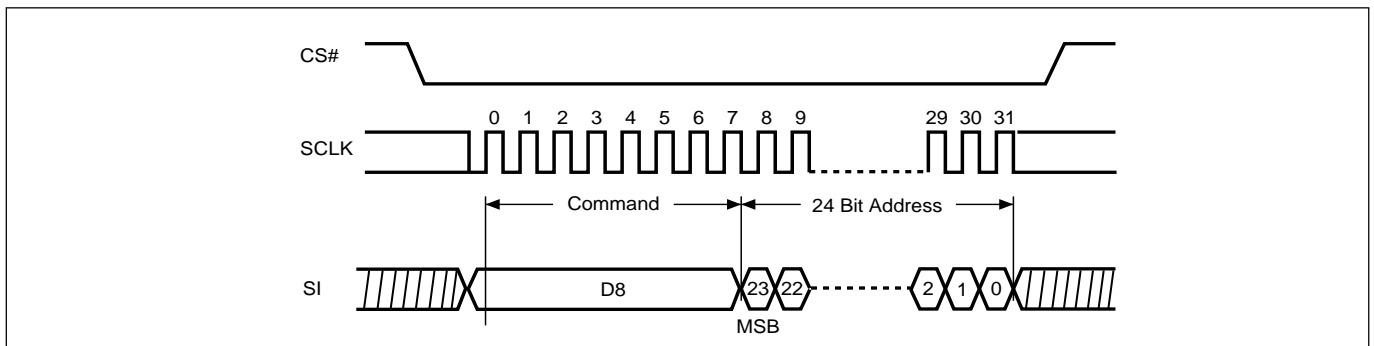 CS#
0 1 2 3 4 5 6 7 8 9 29 30 31
SCLK
Command 24 Bit Address
SI D8 23 22 2 1 0
MSB